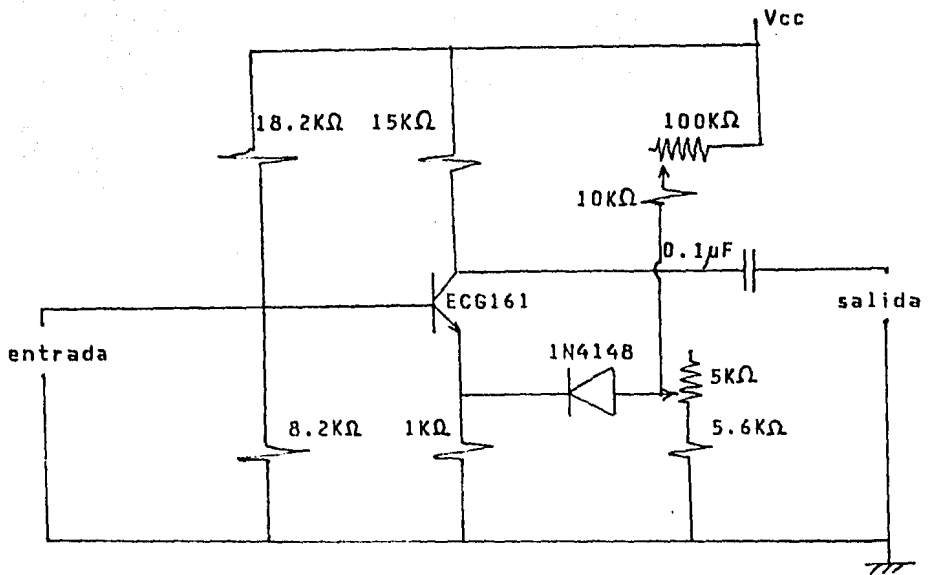 Vcc
18.2KΩ
15KΩ
100KΩ
10KΩ
0.1µF
ECG161
salida
entrada
1N4148
5KΩ
8.2KΩ
1KΩ
5.6KΩ